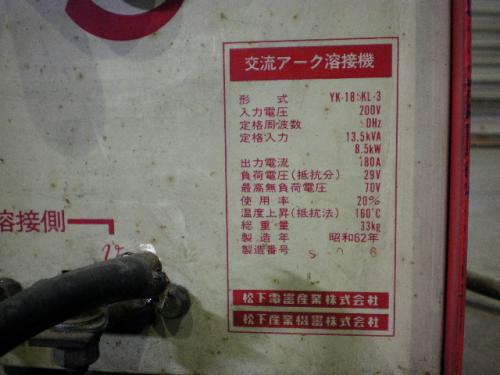 交流アーク溶接機
形式 YK-185KL-3
入力電圧 200V
定格周波数 0Hz
定格入力 13.5kVA
8.5kW
出力電流 180A
負荷電圧(抵抗分) 29V
最高無負荷電圧 70V
使用率 20%
温度上昇(抵抗法) 160℃
総重量 33kg
製造年 昭和62年
製造番号
松下電器産業株式会社
松下産業機器株式会社
溶接側